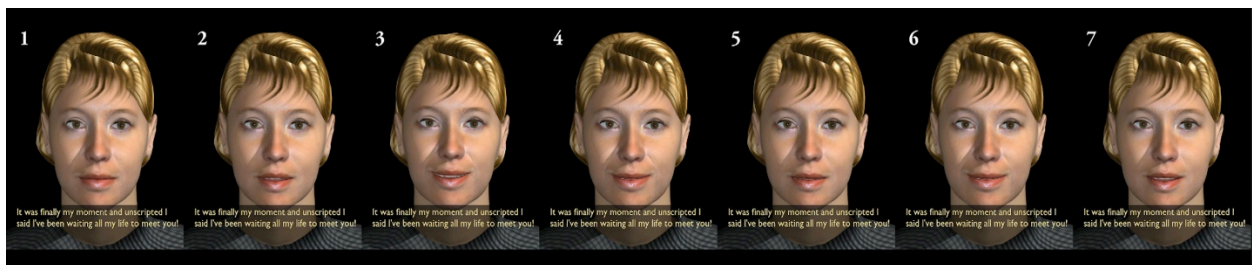 1
It was finally my moment and unscripted I
said I've been waiting all my life to meet you!
2
It was finally my moment and unscripted I
said I've been waiting all my life to meet you!
3
It was finally my moment and unscripted I
said I've been waiting all my life to meet you!
4
It was finally my moment and unscripted I
said I've been waiting all my life to meet you!
5
It was finally my moment and unscripted I
said I've been waiting all my life to meet you!
6
It was finally my moment and unscripted I
said I've been waiting all my life to meet you!
7
It was finally my moment and unscripted I
said I've been waiting all my life to meet you!